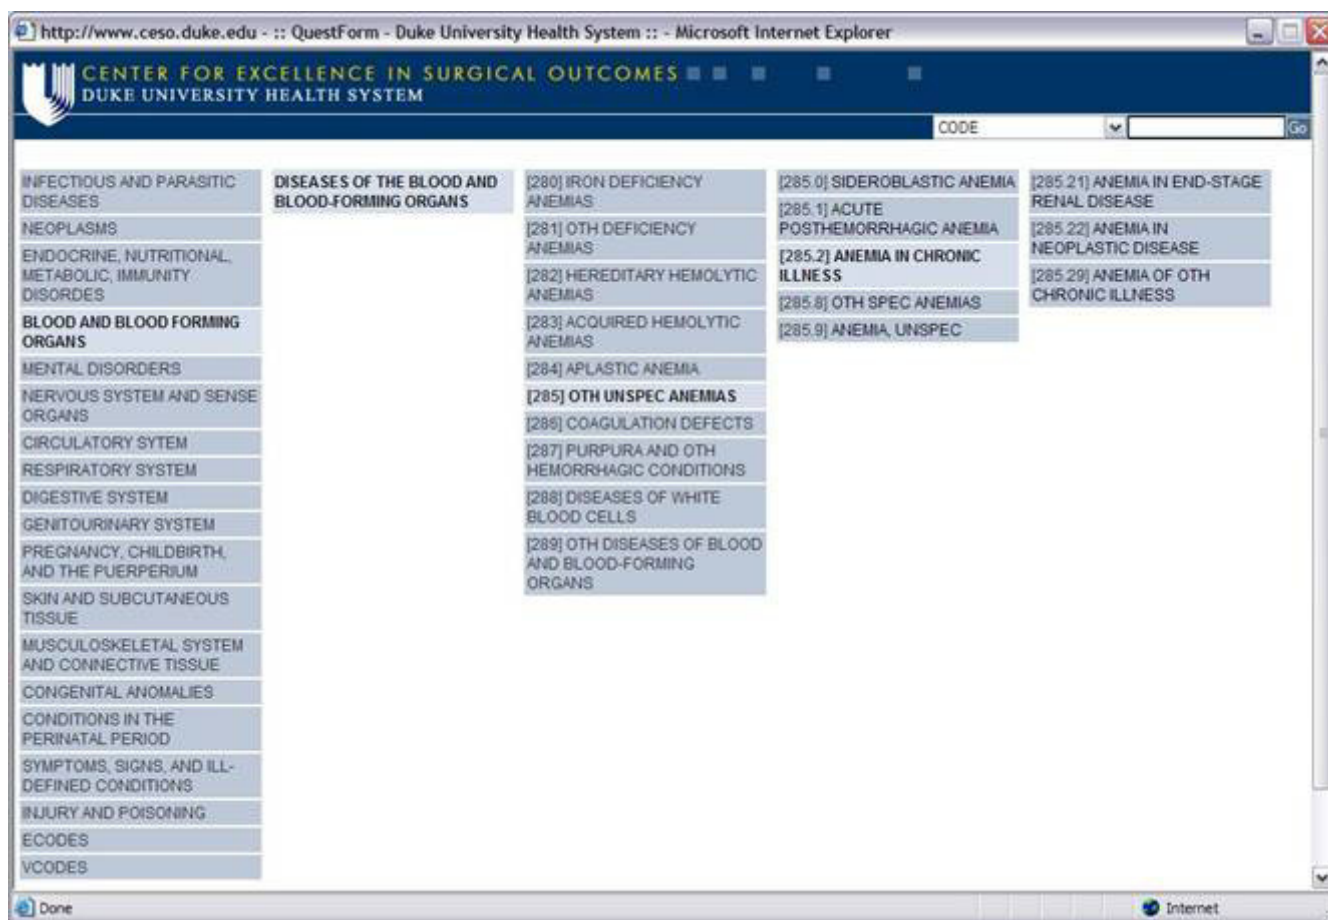 http://www.ceso.duke.edu - :: QuestForm - Duke University Health System :: - Microsoft Internet Explorer
CENTER FOR EXCELLENCE IN SURGICAL OUTCOMES
DUKE UNIVERSITY HEALTH SYSTEM
CODE
Go
INFECTIOUS AND PARASITIC
DISEASES
NEOPLASMS
ENDOCRINE, NUTRITIONAL,
METABOLIC, IMMUNITY
DISORDES
BLOOD AND BLOOD FORMING
ORGANS
MENTAL DISORDERS
NERVOUS SYSTEM AND SENSE
ORGANS
CIRCULATORY SYTEM
RESPIRATORY SYSTEM
DIGESTIVE SYSTEM
GENITOURINARY SYSTEM
PREGNANCY, CHILDBIRTH,
AND THE PUERPERIUM
SKIN AND SUBCUTANEOUS
TISSUE
MUSCULOSKELETAL SYSTEM
AND CONNECTIVE TISSUE
CONGENITAL ANOMALIES
CONDITIONS IN THE
PERINATAL PERIOD
SYMPTOMS, SIGNS, AND ILL-
DEFINED CONDITIONS
INJURY AND POISONING
ECODES
VCODES
DISEASES OF THE BLOOD AND
BLOOD-FORMING ORGANS
[280] IRON DEFICIENCY
ANEMIAS
[281] OTH DEFICIENCY
ANEMIAS
[282] HEREDITARY HEMOLYTIC
ANEMIAS
[283] ACQUIRED HEMOLYTIC
ANEMIAS
[284] APLASTIC ANEMIA
[285] OTH UNSPEC ANEMIAS
[286] COAGULATION DEFECTS
[287] PURPURA AND OTH
HEMORRHAGIC CONDITIONS
[288] DISEASES OF WHITE
BLOOD CELLS
[289] OTH DISEASES OF BLOOD
AND BLOOD-FORMING
ORGANS
[285.0] SIDEROBLASTIC ANEMIA
[285.1] ACUTE
POSTHEMORRHAGIC ANEMIA
[285.2] ANEMIA IN CHRONIC
ILLNESS
[285.8] OTH SPEC ANEMIAS
[285.9] ANEMIA, UNSPEC
[285.21] ANEMIA IN END-STAGE
RENAL DISEASE
[285.22] ANEMIA IN
NEOPLASTIC DISEASE
[285.29] ANEMIA OF OTH
CHRONIC ILLNESS
Done
Internet